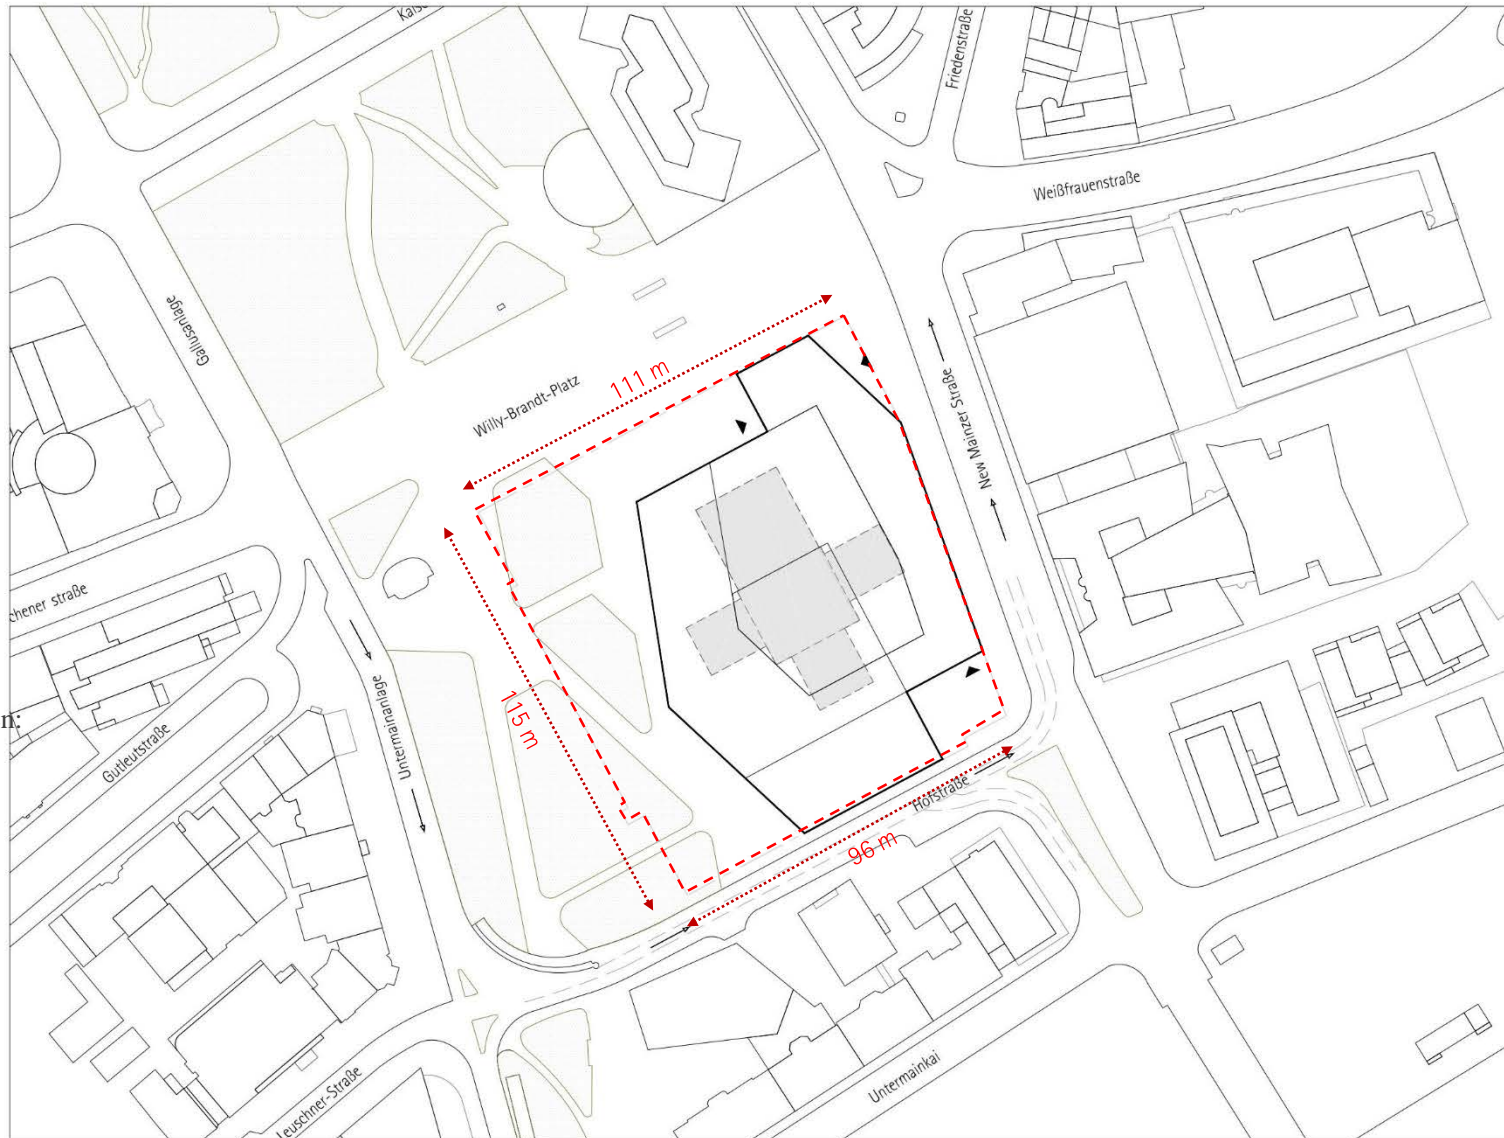 Friedenstraße
Weißfrauenstraße
Gallusanlage
111 m
Willy-Brandt-Platz
New Mainzer Straße
chener straße
115 m
n:
Untermainanlage
Gutleutstraße
Hofstraße
96 m
Untermainkai
Leuschner-Straße